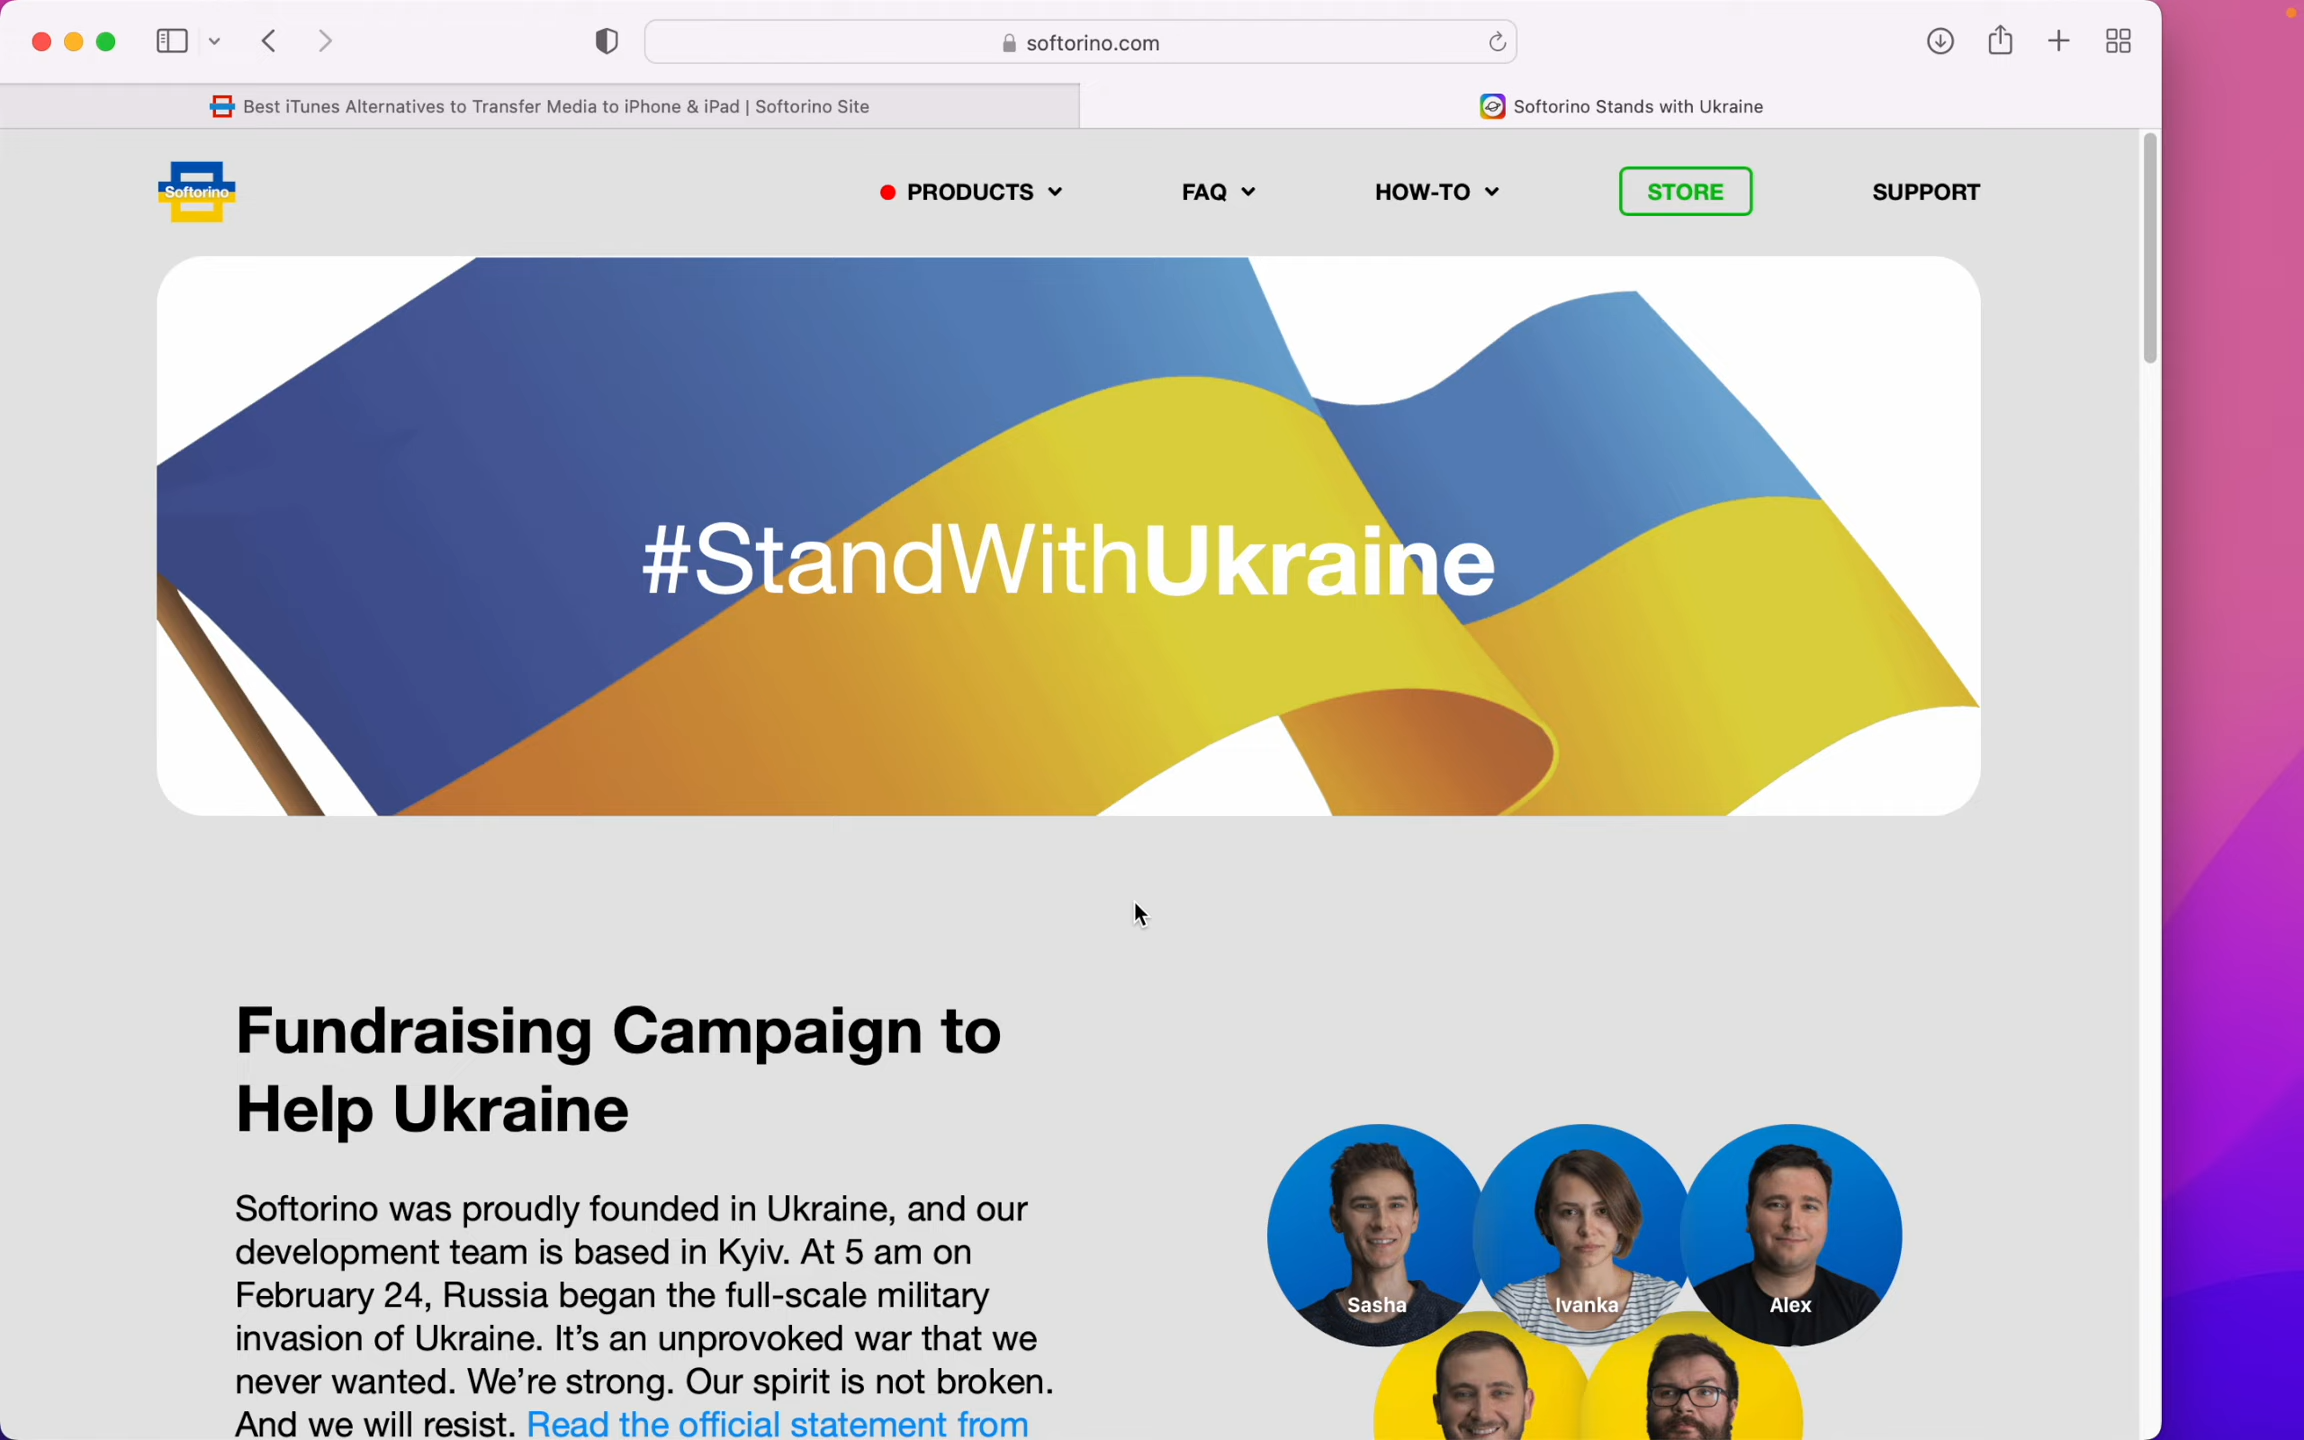 softorino.com
Best iTunes Alternatives to Transfer Media to iPhone & iPad | Softorino Site
Softorino Stands with Ukraine
Softorino
PRODUCTS
FAQ
HOW-TO
STORE
SUPPORT
#StandWithUkraine
Fundraising Campaign to
Help Ukraine
Softorino was proudly founded in Ukraine, and our
development team is based in Kyiv. At 5 am on
February 24, Russia began the full-scale military
invasion of Ukraine. It’s an unprovoked war that we
never wanted. We’re strong. Our spirit is not broken.
And we will resist. Read the official statement from
Sasha
Ivanka
Alex